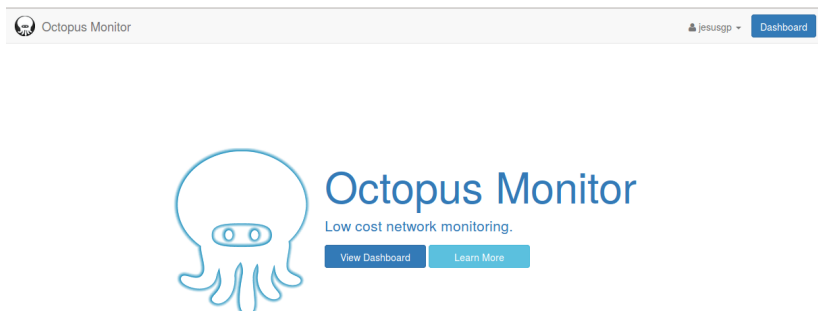 Octopus Monitor
jesusgp
Dashboard
Octopus Monitor
Low cost network monitoring.
View Dashboard
Learn More